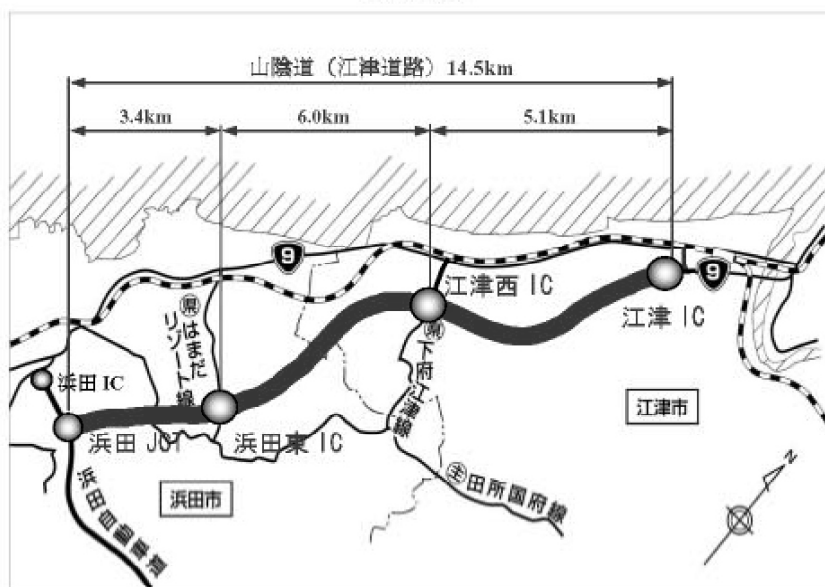 山陰道（江津道路）14.5km
3.4km
6.0km
5.1km
9
江津西 IC
9
江津 IC
県はまだ
リゾート線
県下府江津線
浜田 IC
江津市
浜田 JCT
浜田東 IC
主田所国府線
浜田市
浜田自動車道
N